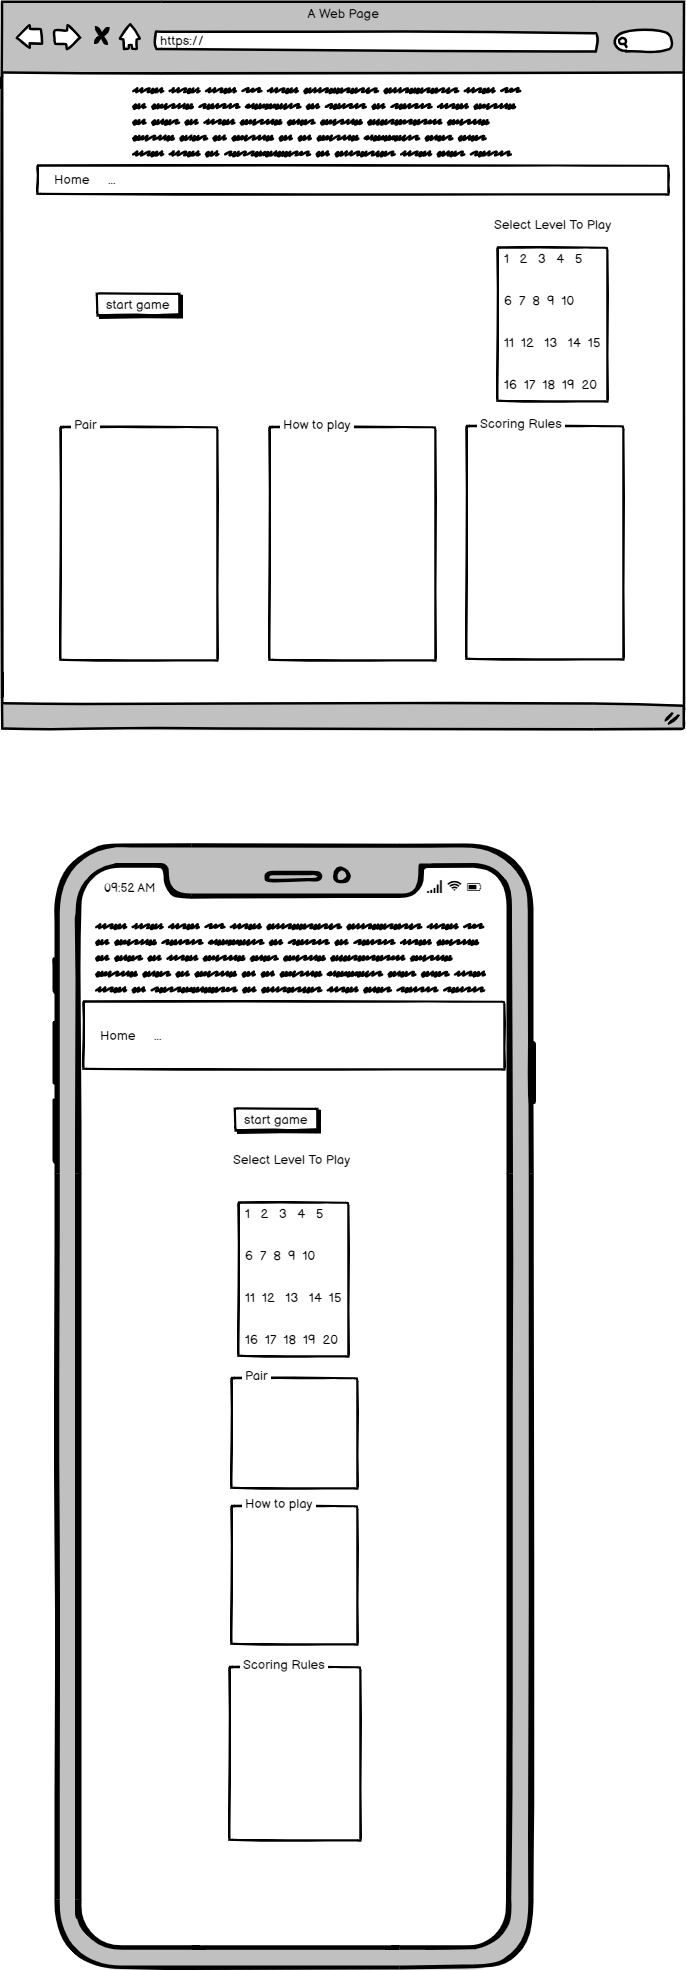 A Web Page
https://
Home ...
Select Level To Play
1 2 3 4 5
start game
6 7 8 9 10
11 12 13 14 15
16 17 18 19 20
Pair
How to play
Scoring Rules
09:52 AM
Home ...
start game
Select Level To Play
1 2 3 4 5
6 7 8 9 10
11 12 13 14 15
16 17 18 19 20
Pair
How to play
Scoring Rules